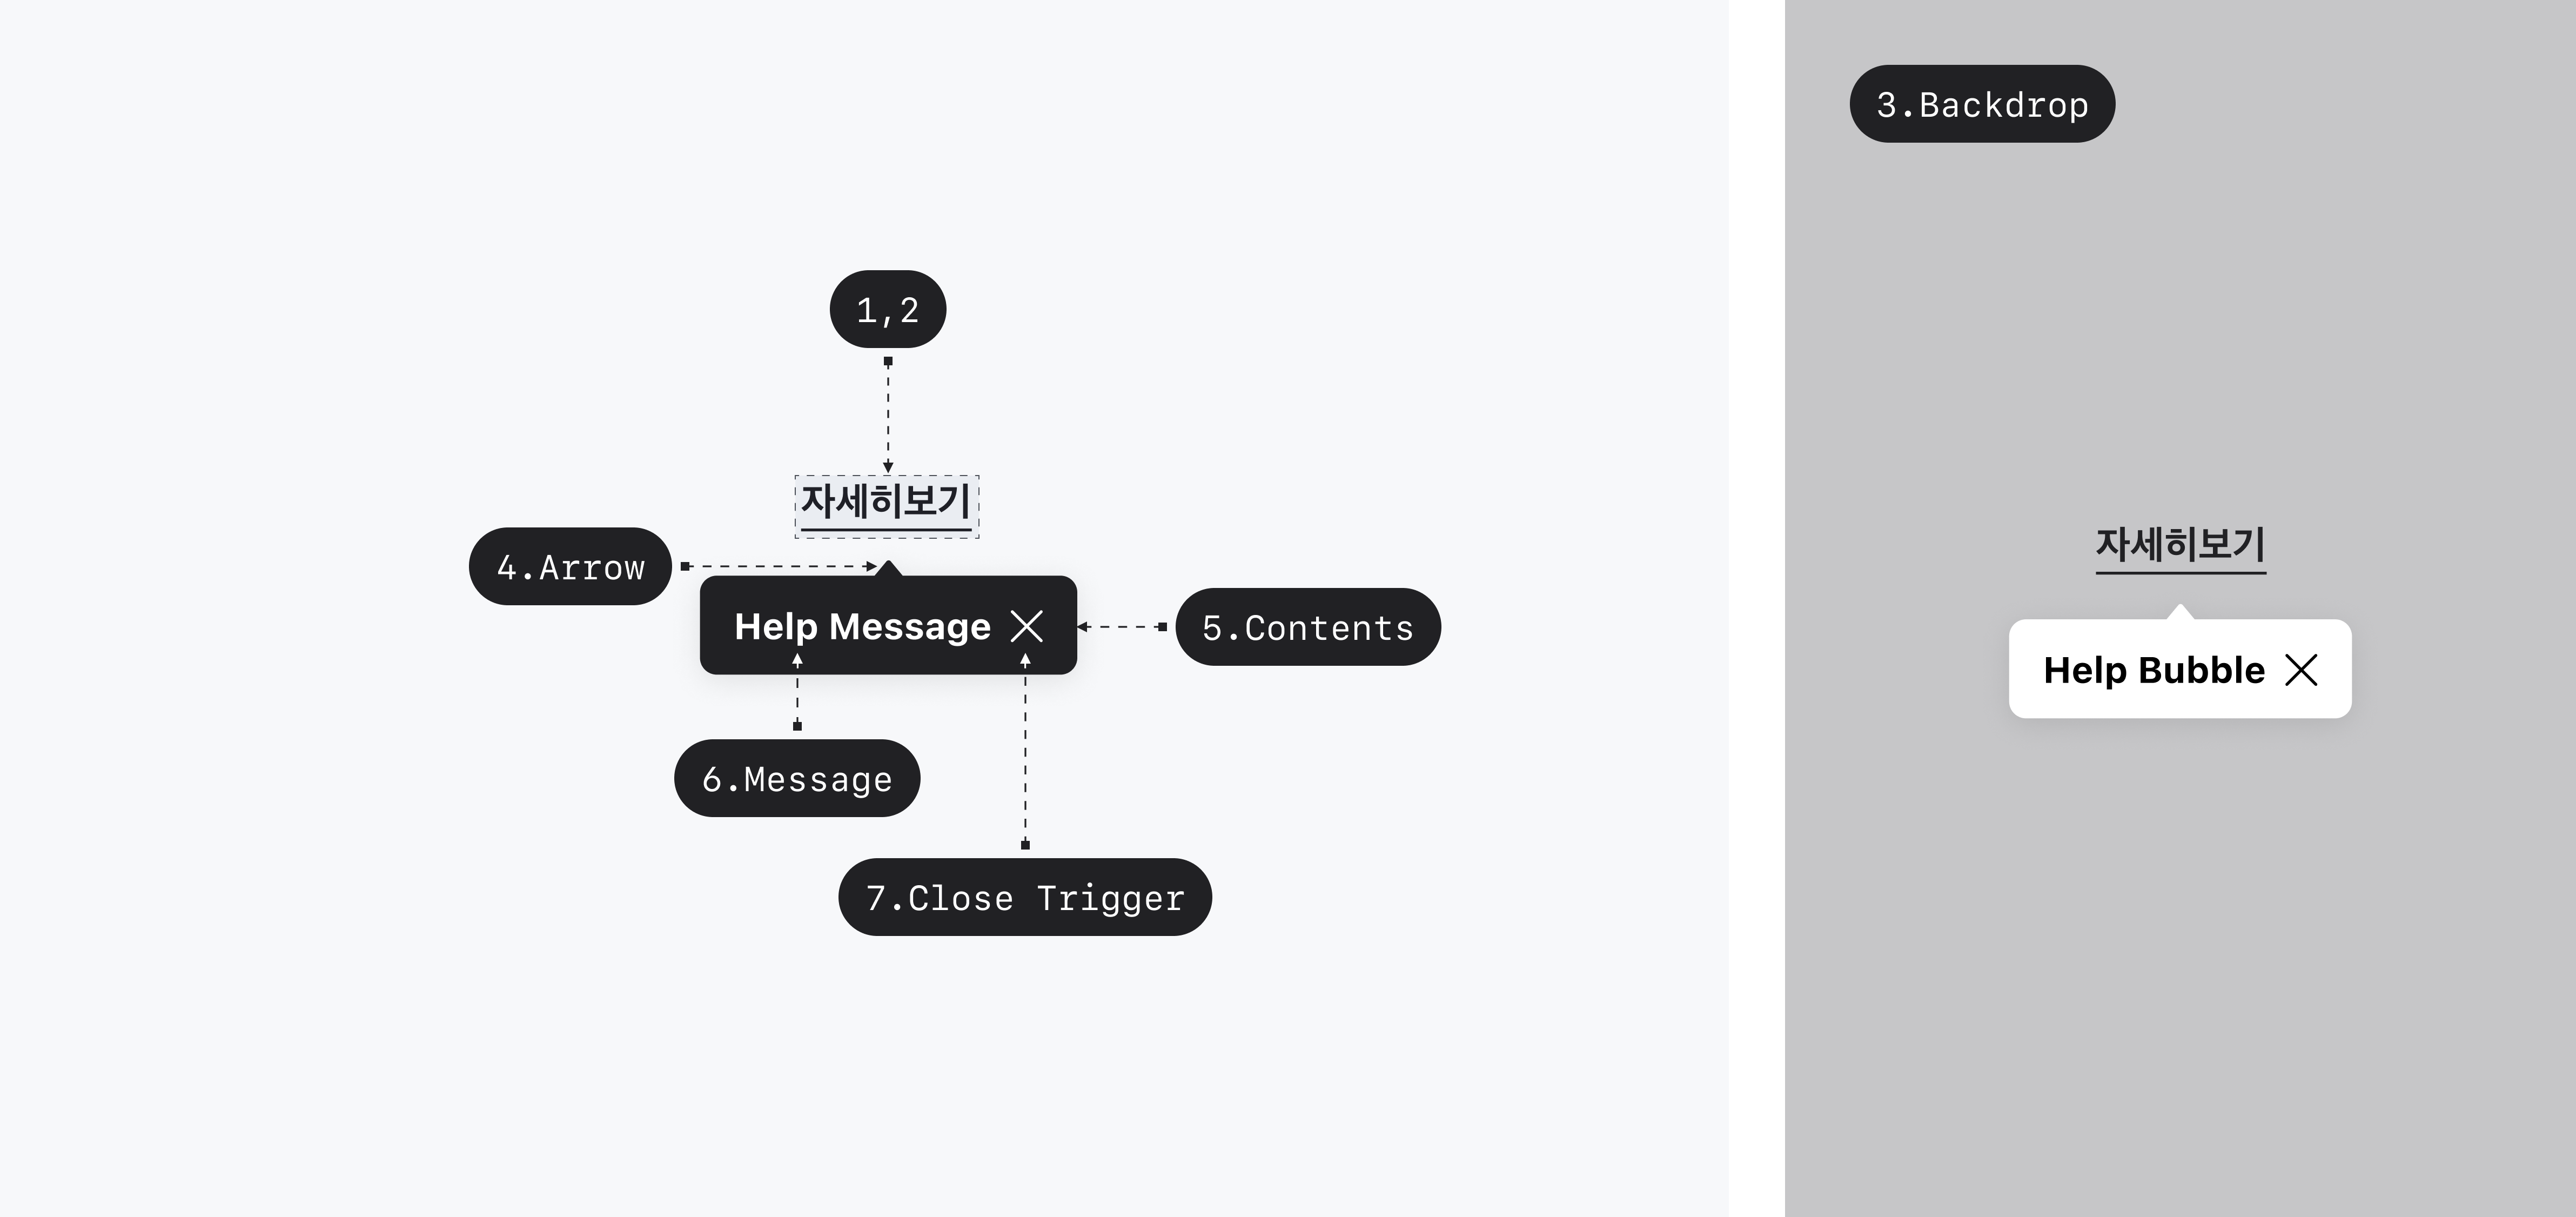 1,2
자세히보기
4.Arrow
Help Message
5.Contents
6.Message
7.Close Trigger
3.Backdrop
자세히보기
Help Bubble